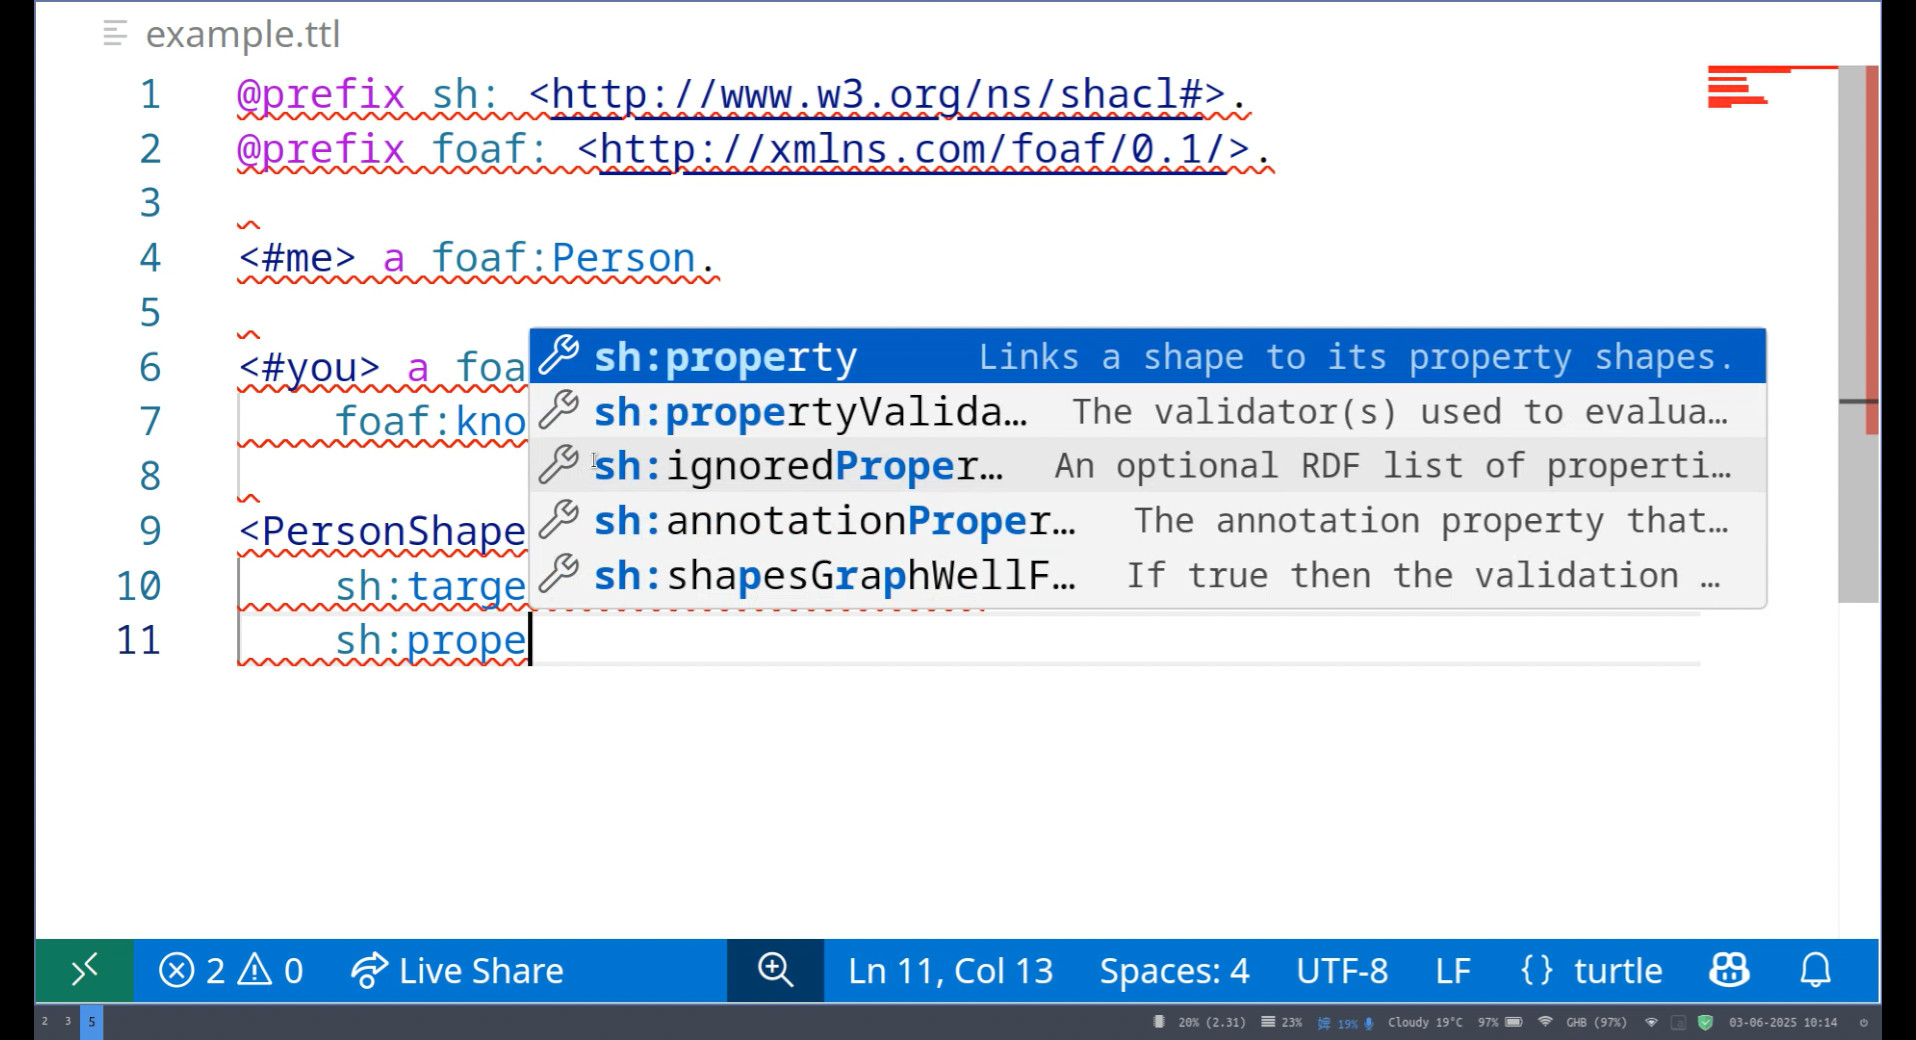 example.ttl
1 @prefix sh: <http://www.w3.org/ns/shacl#>.
2 @prefix foaf: <http://xmlns.com/foaf/0.1/>.
3
4 <#me> a foaf:Person.
5
sh:property Links a shape to its property shapes.
6 <#you> a foa
sh:propertyValida… The validator(s) used to evalua…
7 foaf:kno
sh:ignoredProper… An optional RDF list of properti…
8
sh:annotationProper… The annotation property that…
9 <PersonShape
sh:shapesGraphWellF… If true then the validation …
10 sh:targe
11 sh:prope
2 0 Live Share Ln 11, Col 13 Spaces: 4 UTF-8 LF {} turtle
2 3 5 20% (2.31) 23% 19% Cloudy 19°C 97% GHB (97%) 03-06-2025 10:14